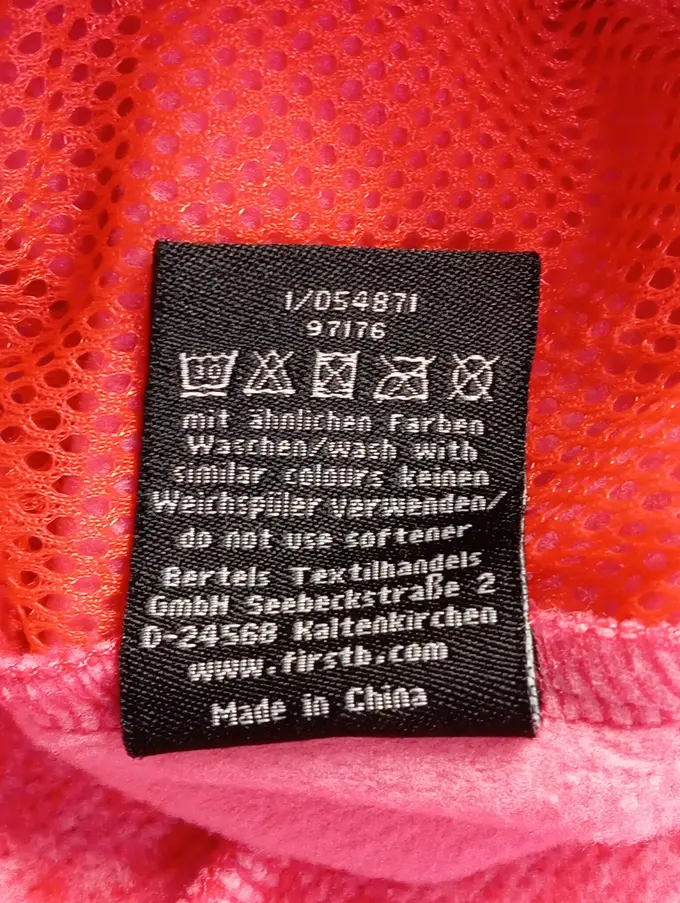 1/054871
97176
30
mit ähnlichen Farben
Waschen/wash with
similar colours keinen
Weichspüler verwenden/
do not use softener
Bertels Textilhandels
GmbH Seebeckstraße 2
D-24568 Kaltenkirchen
www.firstb.com
Made in China